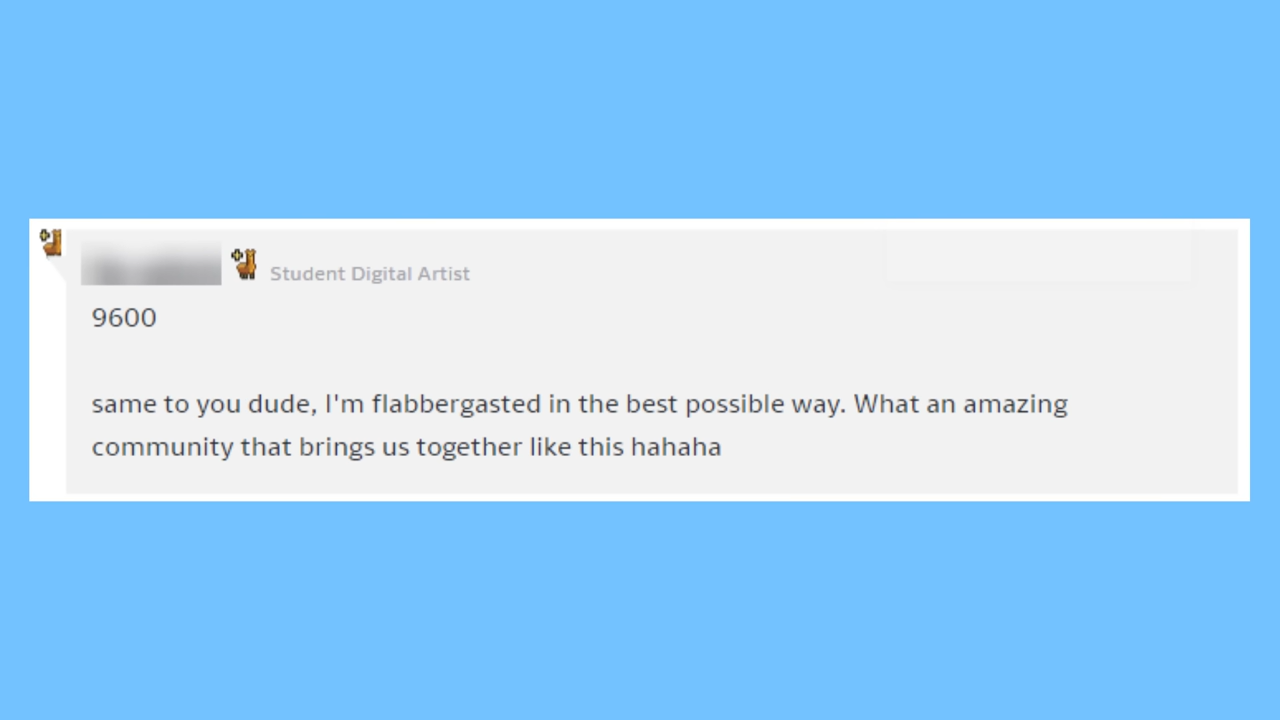 Student Digital Artist
9600
same to you dude, I'm flabbergasted in the best possible way. What an amazing
community that brings us together like this hahaha